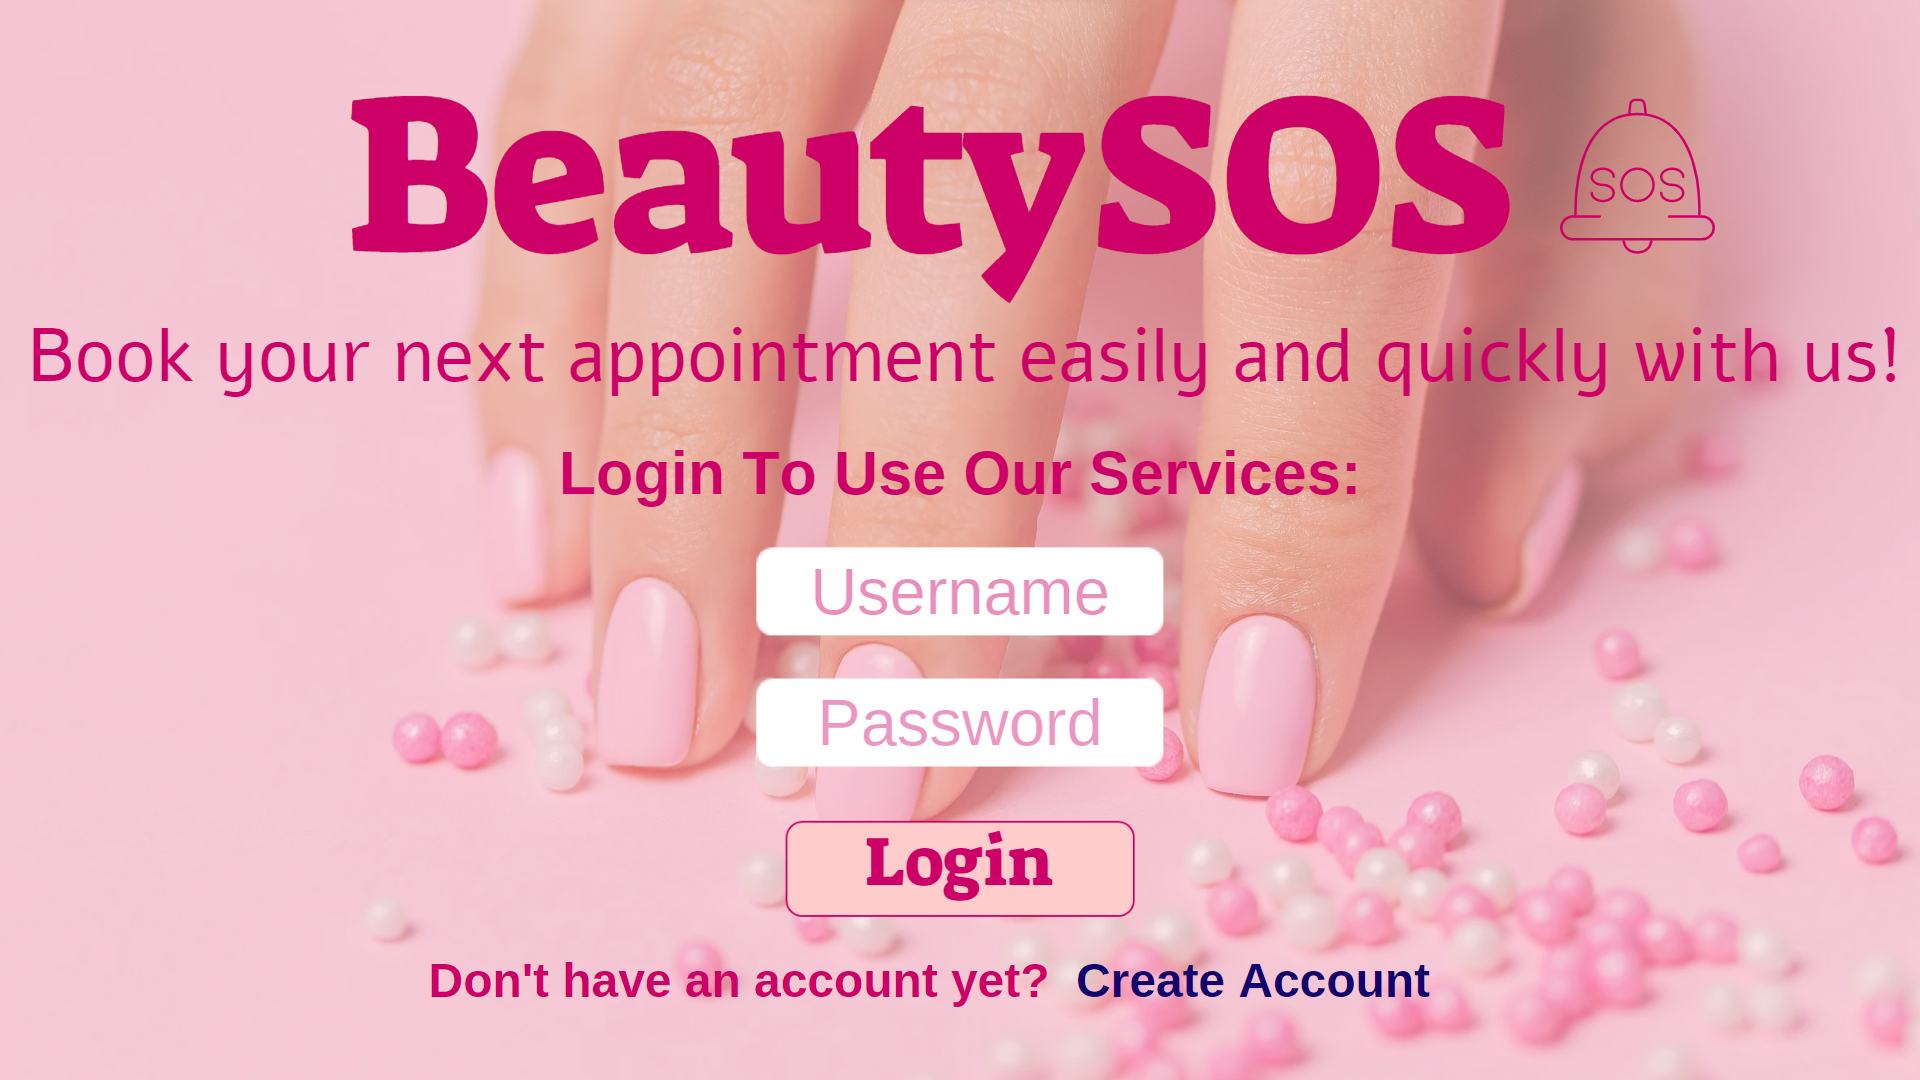 BeautySOS
SOS
Book your next appointment easily and quickly with us!
Login To Use Our Services:
Username
Password
Login
Don't have an account yet? Create Account